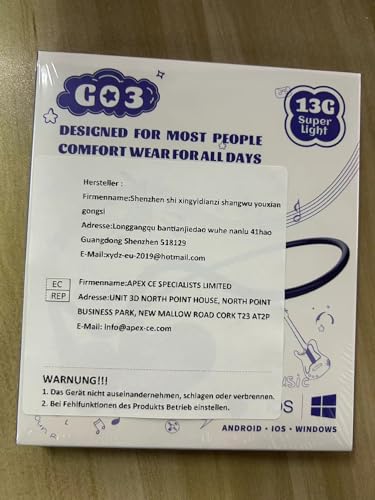 GO3
13G
Super
Light
DESIGNED FOR MOST PEOPLE
COMFORT WEAR FOR ALL DAYS
Hersteller :
Firmenname:Shenzhen shi xingyidianzi shangwu youxian
gongsi
Adresse:Longgangqu bantianjiedao wuhe nanlu 41hao
Guangdong Shenzhen 518129
E-Mail:xydz-eu-2019@hotmail.com
EC
REP
Firmenname:APEX CE SPECIALISTS LIMITED
Adresse:UNIT 3D NORTH POINT HOUSE, NORTH POINT
BUSINESS PARK, NEW MALLOW ROAD CORK T23 AT2P
E-Mail: Info@apex-ce.com
WARNUNG!!!
1. Das Gerät nicht auseinandernehmen, schlagen oder verbrennen.
2. Bei Fehlfunktionen des Produkts Betrieb einstellen.
ANDROID · IOS · WINDOWS